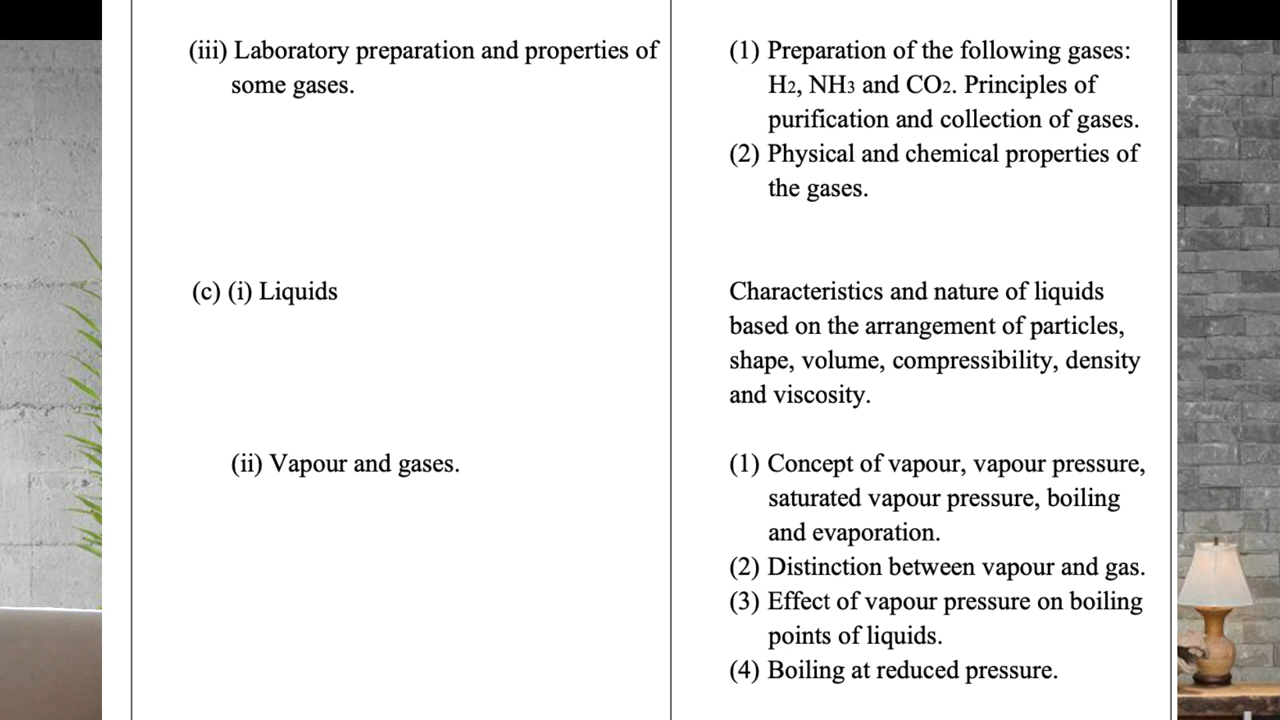 (iii) Laboratory preparation and properties of
some gases.
(1) Preparation of the following gases:
H2, NH3 and CO2. Principles of
purification and collection of gases.
(2) Physical and chemical properties of
the gases.
(c) (i) Liquids
Characteristics and nature of liquids
based on the arrangement of particles,
shape, volume, compressibility, density
and viscosity.
(ii) Vapour and gases.
(1) Concept of vapour, vapour pressure,
saturated vapour pressure, boiling
and evaporation.
(2) Distinction between vapour and gas.
(3) Effect of vapour pressure on boiling
points of liquids.
(4) Boiling at reduced pressure.